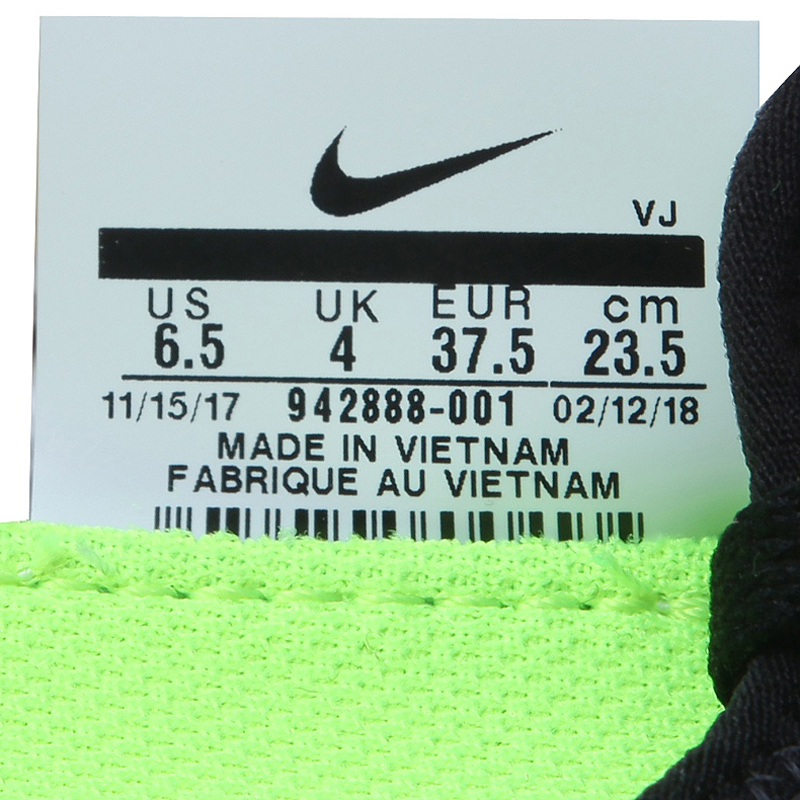 VJ
US UK EUR cm
6.5 4 37.5 23.5
11/15/17 942888-001 02/12/18
MADE IN VIETNAM
FABRIQUE AU VIETNAM